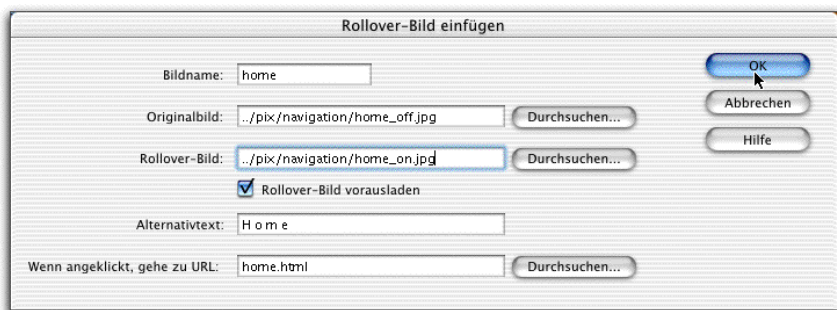 Rollover-Bild einfügen
Bildname: home
OK
Originalbild: ../pix/navigation/home_off.jpg Durchsuchen...
Abbrechen
Rollover-Bild: ../pix/navigation/home_on.jpg Durchsuchen...
Hilfe
Rollover-Bild vorausladen
Alternativtext: H o m e
Wenn angeklickt, gehe zu URL: home.html Durchsuchen...